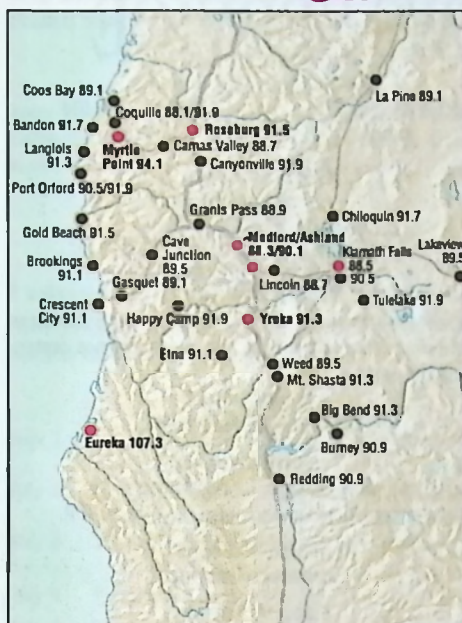 Coos Bay 89.1
La Pine 89.1
Coquille 88.1/91.9
Bandon 91.7
Roseburg 91.5
Myrtle
Point 94.1
Camas Valley 88.7
Langlois
91.3
Canyonville 91.9
Port Orford 90.5/91.9
Grants Pass 88.9
Chiloquin 91.7
Gold Beach 91.5
Medford/Ashland
88.3/90.1
Cave
Junction
89.5
Klamath Falls
88.5
90.5
Lakeview
89.5
Brookings
91.1
Gasquet 89.1
Lincoln 88.7
Crescent
City 91.1
Happy Camp 91.9
Tulelake 91.9
Yreka 91.3
Etna 91.1
Weed 89.5
Mt. Shasta 91.3
Big Bend 91.3
Burney 90.9
Eureka 107.3
Redding 90.9